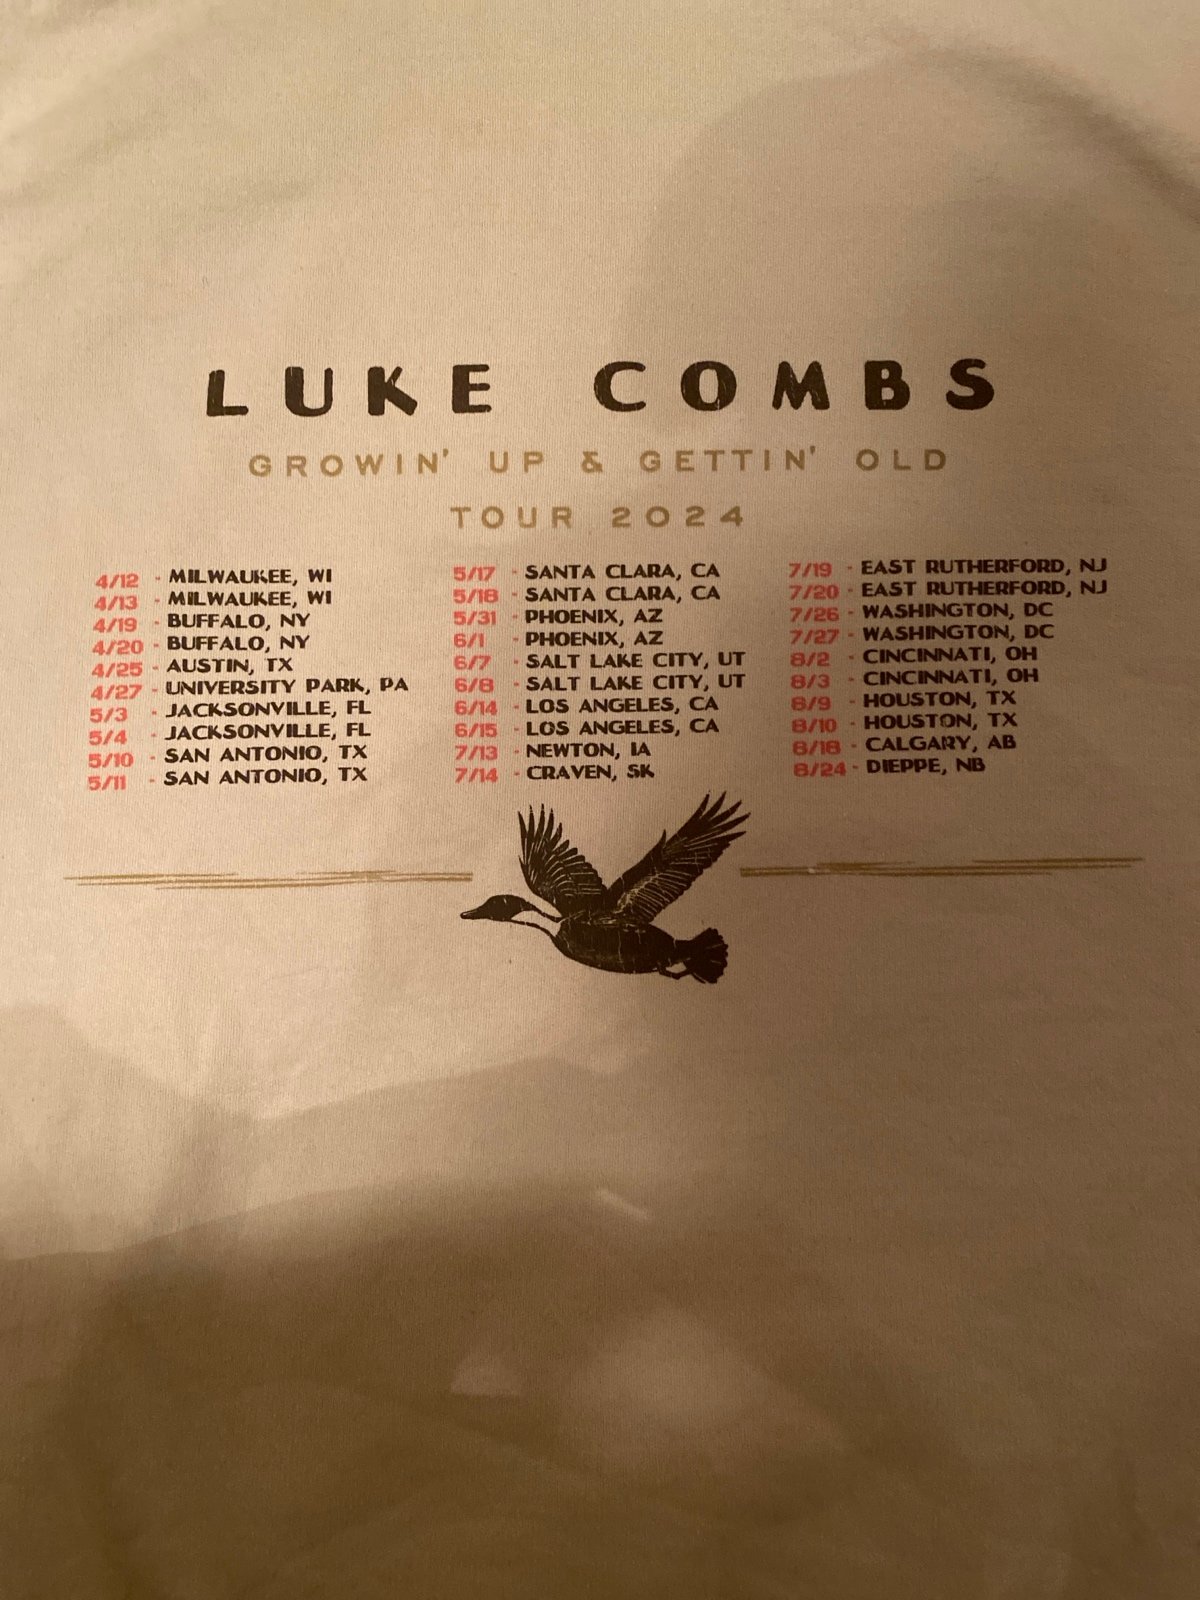 LUKE COMBS
GROWIN' UP & GETTIN' OLD
TOUR 2024
4/12 - MILWAUKEE, WI
4/13 - MILWAUKEE, WI
4/19 - BUFFALO, NY
4/20 - BUFFALO, NY
4/25 - AUSTIN, TX
4/27 - UNIVERSITY PARK, PA
5/3 - JACKSONVILLE, FL
5/4 - JACKSONVILLE, FL
5/10 - SAN ANTONIO, TX
5/11 - SAN ANTONIO, TX
5/17 - SANTA CLARA, CA
5/18 - SANTA CLARA, CA
5/31 - PHOENIX, AZ
6/1 - PHOENIX, AZ
6/7 - SALT LAKE CITY, UT
6/8 - SALT LAKE CITY, UT
6/14 - LOS ANGELES, CA
6/15 - LOS ANGELES, CA
7/13 - NEWTON, IA
7/14 - CRAVEN, SK
7/19 - EAST RUTHERFORD, NJ
7/20 - EAST RUTHERFORD, NJ
7/26 - WASHINGTON, DC
7/27 - WASHINGTON, DC
8/2 - CINCINNATI, OH
8/3 - CINCINNATI, OH
8/9 - HOUSTON, TX
8/10 - HOUSTON, TX
8/18 - CALGARY, AB
8/24 - DIEPPE, NB